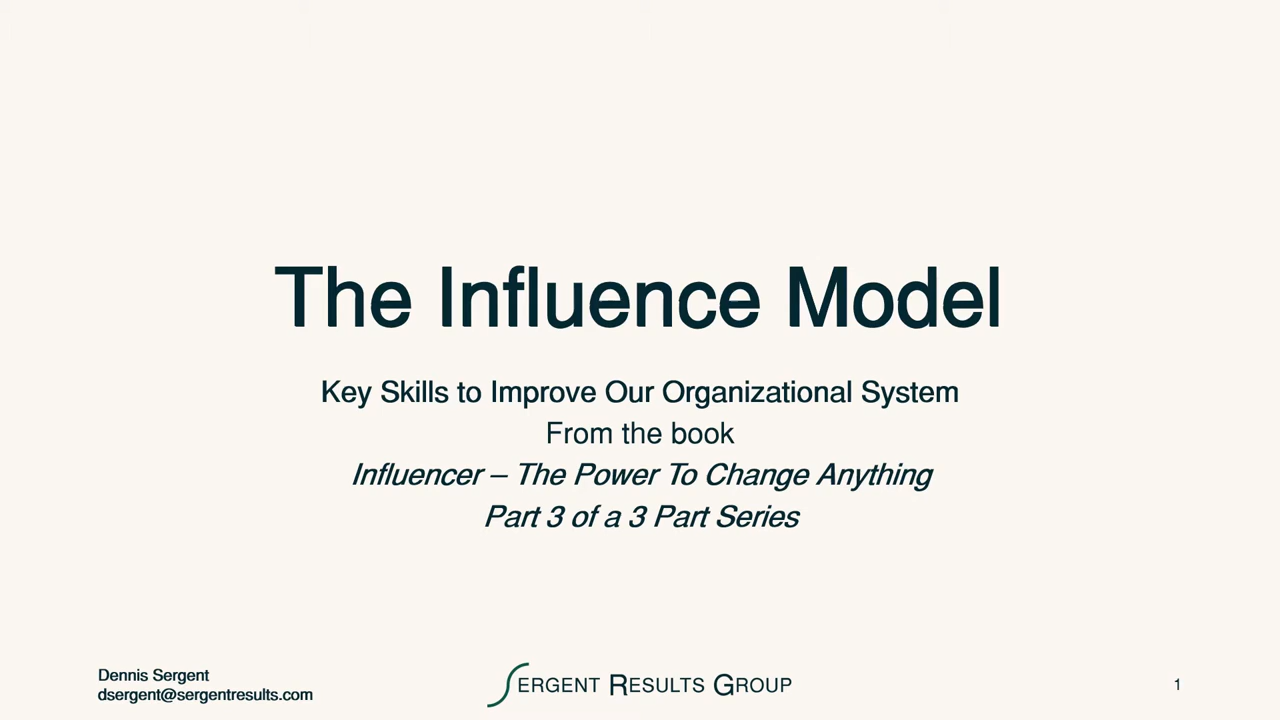 The Influence Model
Key Skills to Improve Our Organizational System
From the book
Influencer – The Power To Change Anything
Part 3 of a 3 Part Series
Dennis Sergent
dsergent@sergentresults.com
SERGENT RESULTS GROUP
1